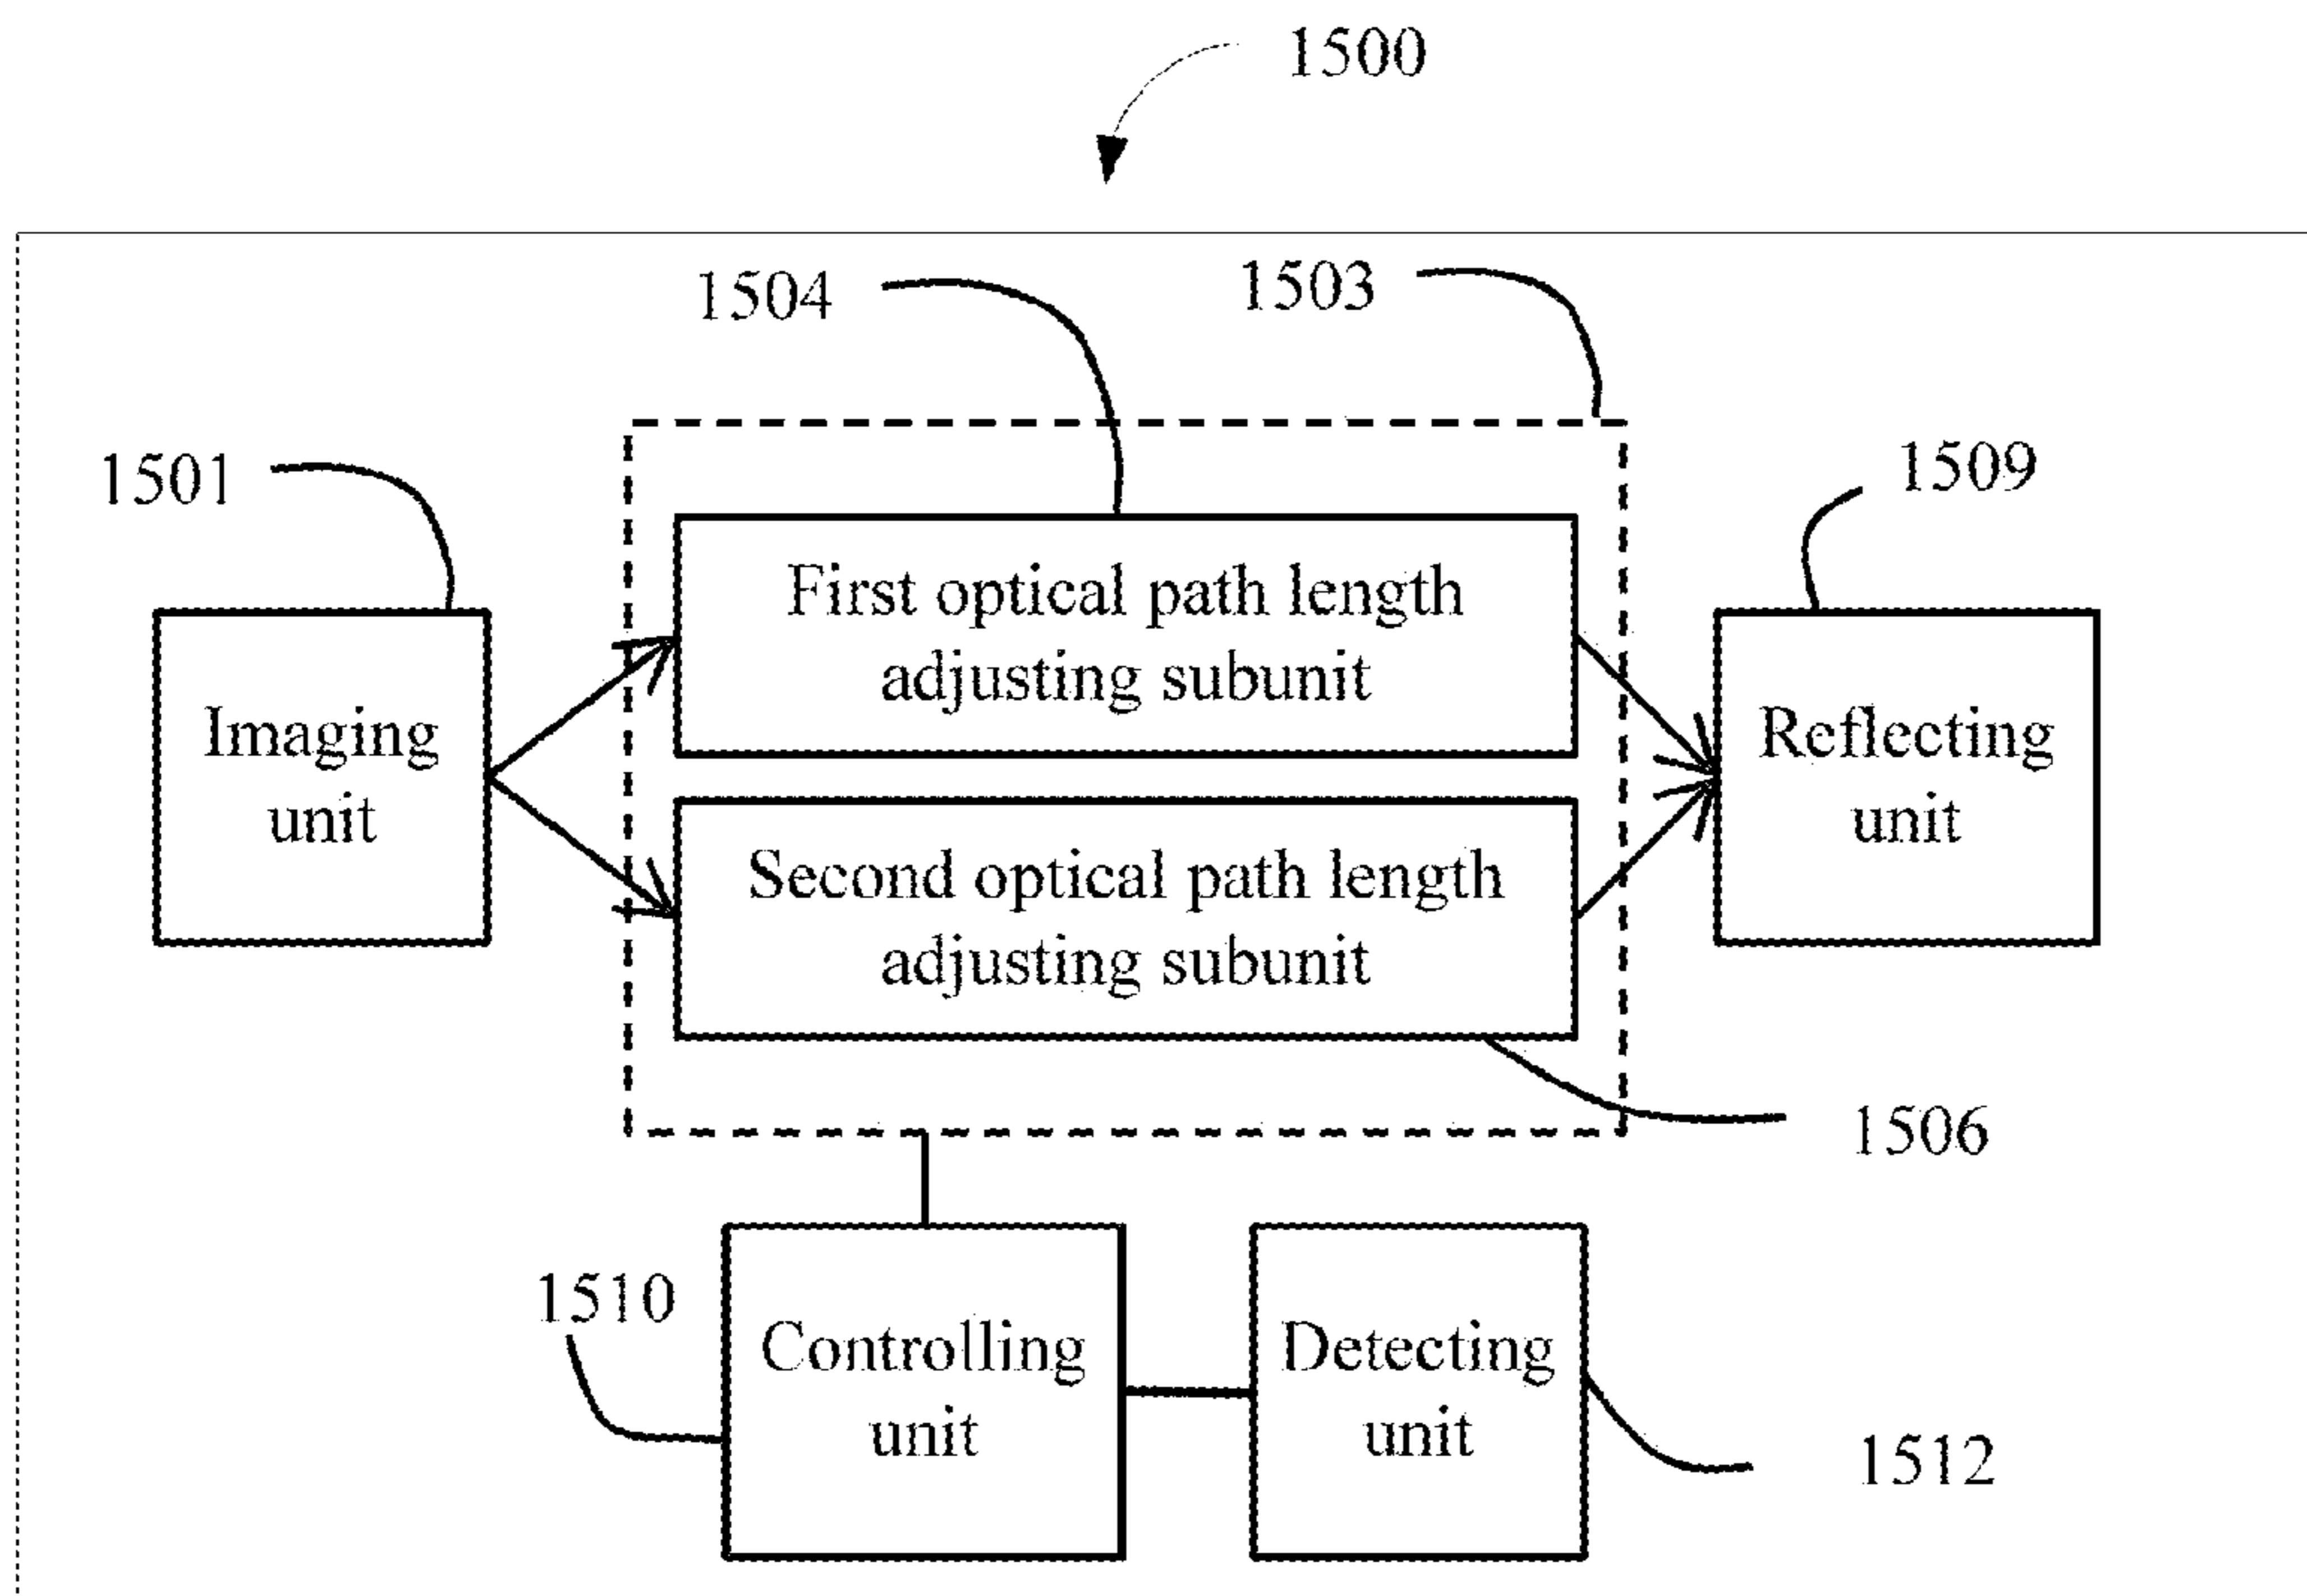 1500
1504
1503
1501
1509
First optical path length
adjusting subunit
Imaging
unit
Reflecting
unit
Second optical path length
adjusting subunit
1506
1510
Controlling
unit
Detecting
unit
1512